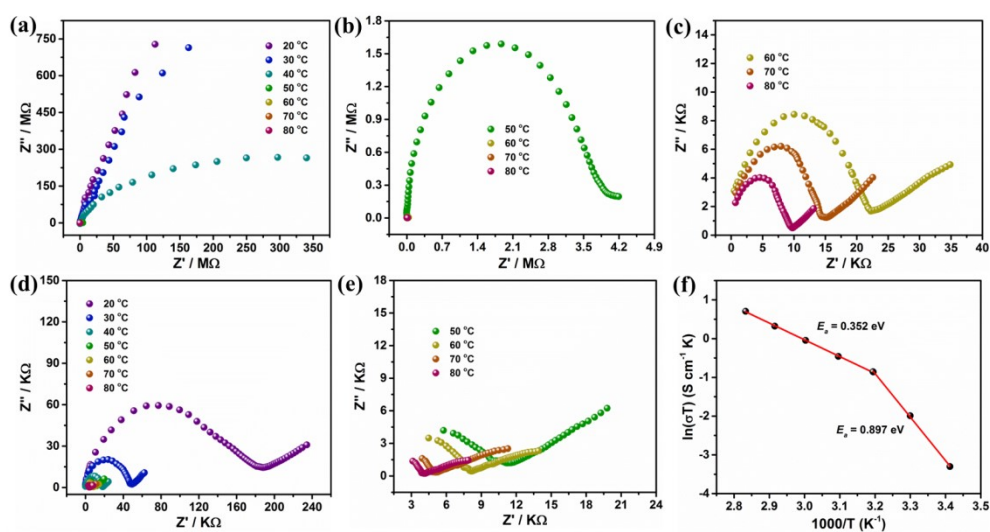 (a)
Z'' / MΩ
750
600
450
300
150
0
20 °C
30 °C
40 °C
50 °C
60 °C
70 °C
80 °C
0 50 100 150 200 250 300 350
Z' / MΩ
(b)
Z'' / MΩ
1.8
1.5
1.2
0.9
0.6
0.3
0.0
50 °C
60 °C
70 °C
80 °C
0.0 0.7 1.4 2.1 2.8 3.5 4.2 4.9
Z' / MΩ
(c)
Z'' / KΩ
14
12
10
8
6
4
2
0
60 °C
70 °C
80 °C
0 5 10 15 20 25 30 35 40
Z' / KΩ
(d)
Z'' / KΩ
150
120
90
60
30
0
20 °C
30 °C
40 °C
50 °C
60 °C
70 °C
80 °C
0 40 80 120 160 200 240
Z' / KΩ
(e)
Z'' / KΩ
15
12
9
6
3
0
50 °C
60 °C
70 °C
80 °C
3 6 9 12 15 18 21 24
Z' / KΩ
(f)
ln(σT) (S cm⁻¹ K)
1
0
-1
-2
-3
-4
Ea = 0.352 eV
Ea = 0.897 eV
2.8 2.9 3.0 3.1 3.2 3.3 3.4 3.5
1000/T (K⁻¹)